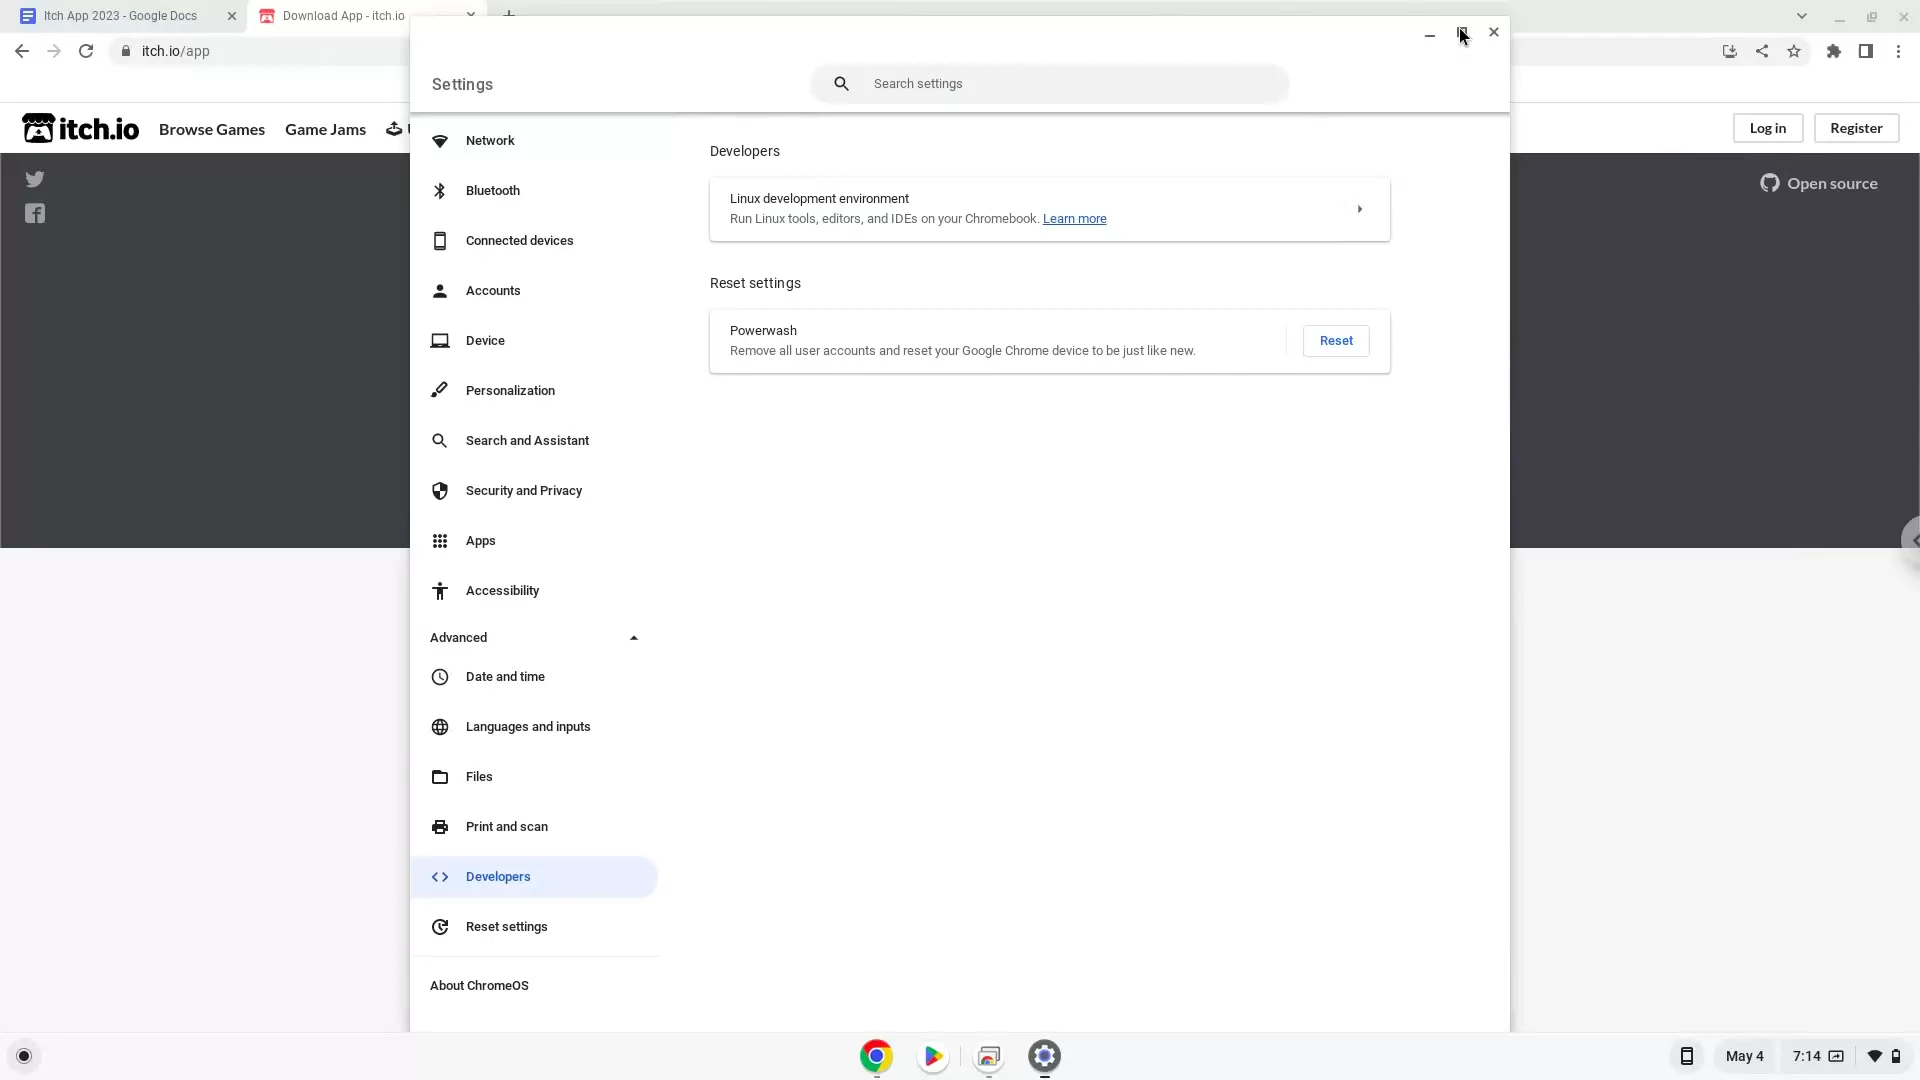 Itch App 2023 - Google Docs
Download App - itch.io
itch.io/app
itch.io
Browse Games
Game Jams
Log in
Register
Open source
Settings
Search settings
Network
Bluetooth
Connected devices
Accounts
Device
Personalization
Search and Assistant
Security and Privacy
Apps
Accessibility
Advanced
Date and time
Languages and inputs
Files
Print and scan
Developers
Reset settings
About ChromeOS
Developers
Linux development environment
Run Linux tools, editors, and IDEs on your Chromebook. Learn more
Reset settings
Powerwash
Remove all user accounts and reset your Google Chrome device to be just like new.
Reset
May 4
7:14